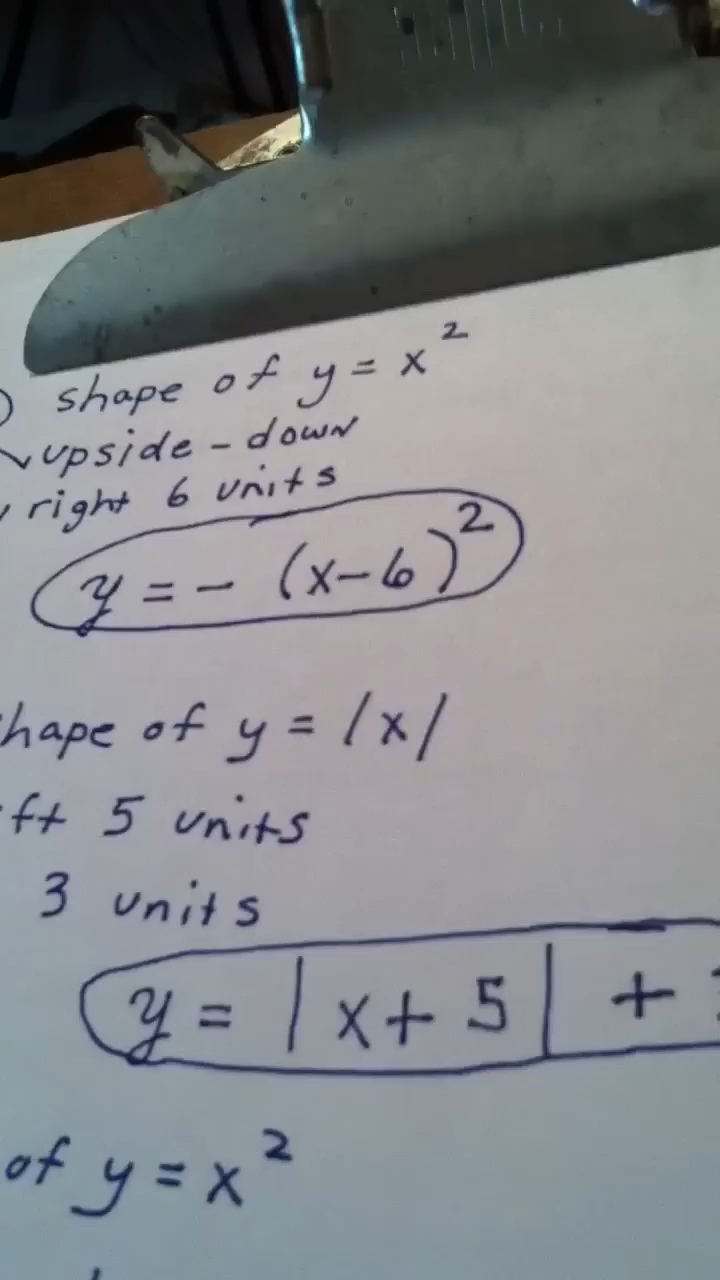 shape of y = x²
upside-down
right 6 units
y = - (x-6)²
hape of y = |x|
ft 5 units
3 units
y = |x+5| +
of y = x²